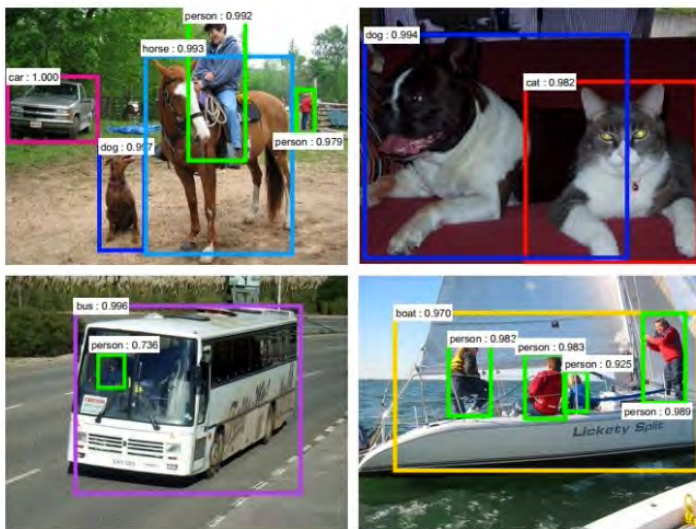 person : 0.992
horse : 0.993
car : 1.000
person : 0.979
dog : 0.997
dog : 0.994
cat : 0.982
bus : 0.996
person : 0.736
boat : 0.970
person : 0.983
person : 0.983
person : 0.925
person : 0.989
Lickety Split